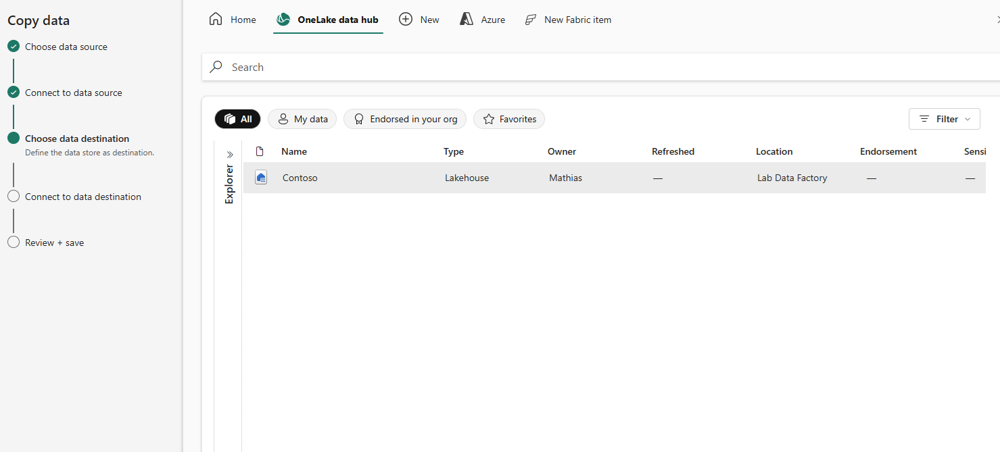 Copy data
Choose data source
Connect to data source
Choose data destination
Define the data store as destination.
Connect to data destination
Review + save
Home OneLake data hub New Azure New Fabric item
Search
All My data Endorsed in your org Favorites Filter
Explorer
Name Type Owner Refreshed Location Endorsement Sensi
Contoso Lakehouse Mathias — Lab Data Factory — —